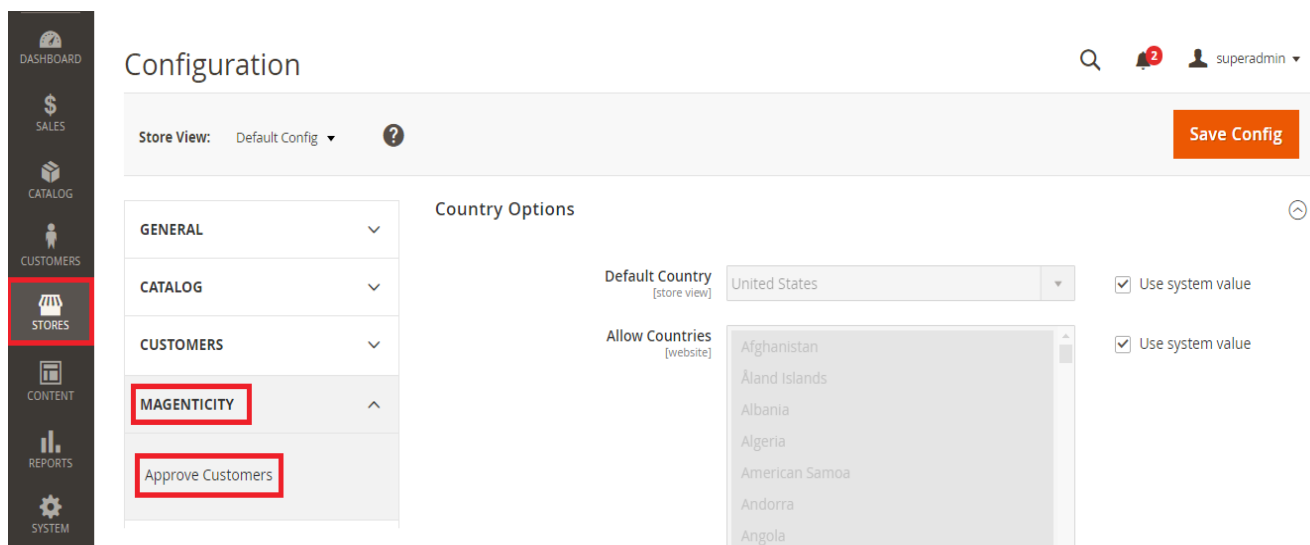 DASHBOARD
SALES
CATALOG
CUSTOMERS
STORES
CONTENT
REPORTS
SYSTEM
Configuration
2
superadmin
Store View: Default Config ?
Save Config
GENERAL
CATALOG
CUSTOMERS
MAGENTICITY
Approve Customers
Country Options
Default Country United States Use system value
[store view]
Allow Countries Use system value
[website]
Afghanistan
Åland Islands
Albania
Algeria
American Samoa
Andorra
Angola